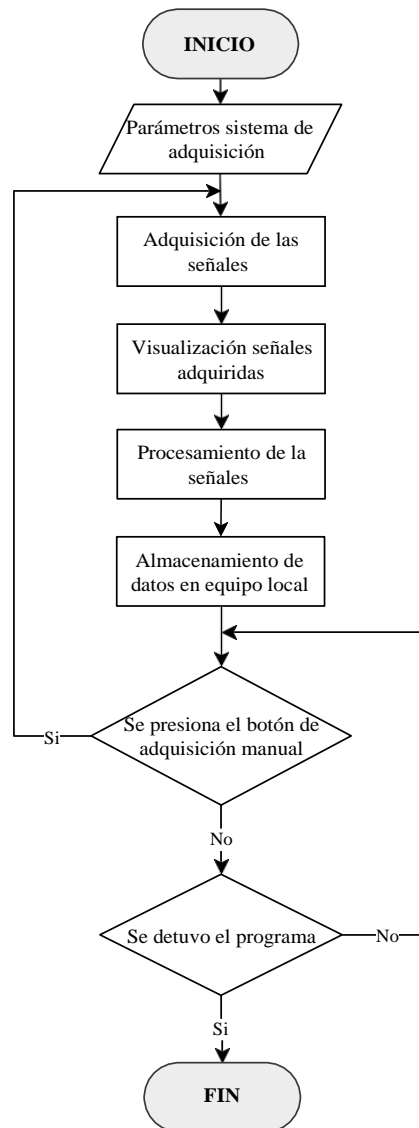 INICIO
Parámetros sistema de
adquisición
Adquisición de las
señales
Visualización señales
adquiridas
Procesamiento de la
señales
Almacenamiento de
datos en equipo local
Se presiona el botón de
adquisición manual
Si
No
Se detuvo el programa
No
Si
FIN